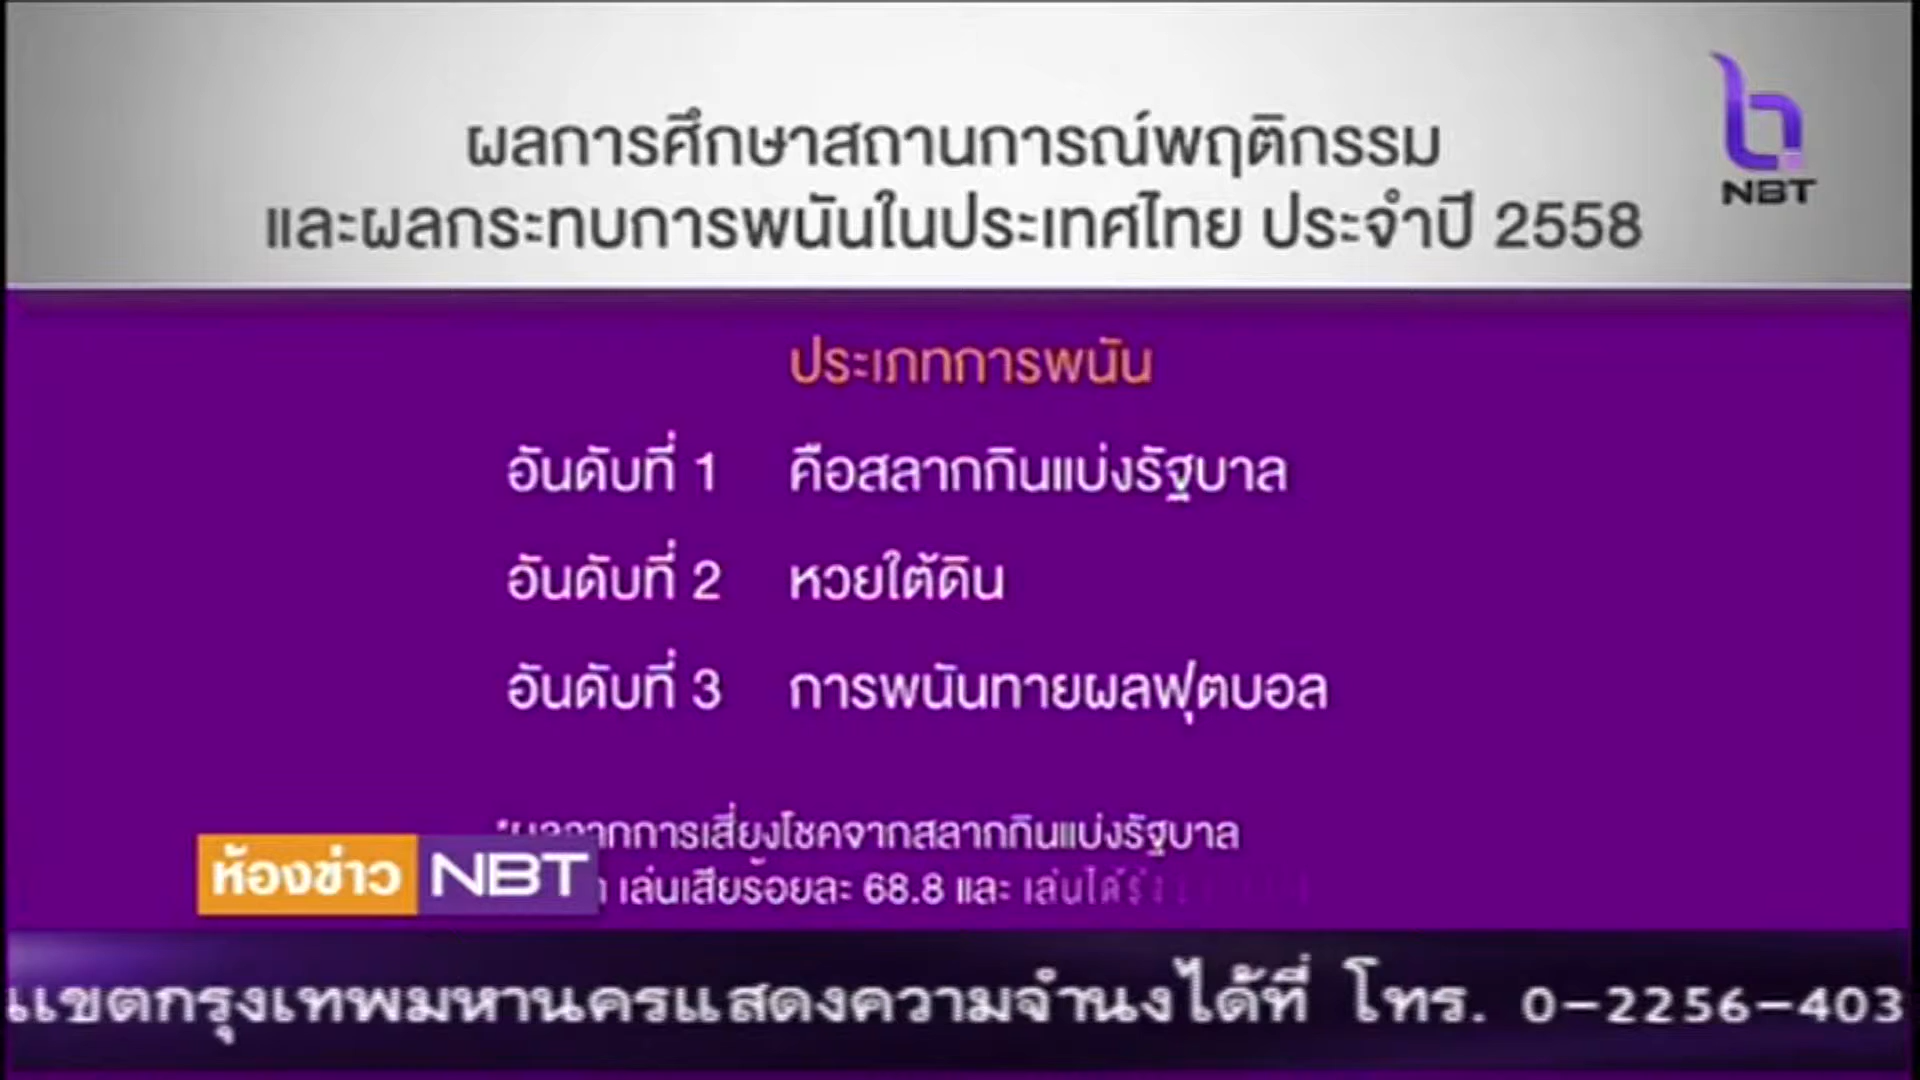 ผลการศึกษาสถานการณ์พฤติกรรม
และผลกระทบการพนันในประเทศไทย ประจำปี 2558
NBT
ประเภทการพนัน
อันดับที่ 1 คือสลากกินแบ่งรัฐบาล
อันดับที่ 2 หวยใต้ดิน
อันดับที่ 3 การพนันทายผลฟุตบอล
การเสี่ยงโชคจากสลากกินแบ่งรัฐบาล
เล่นเสียร้อยละ 68.8 และ เล่นได้
ห้องข่าว NBT
แขตกรุงเทพมหานครแสดงความจำนงได้ที่ โทร. 0-2256-403